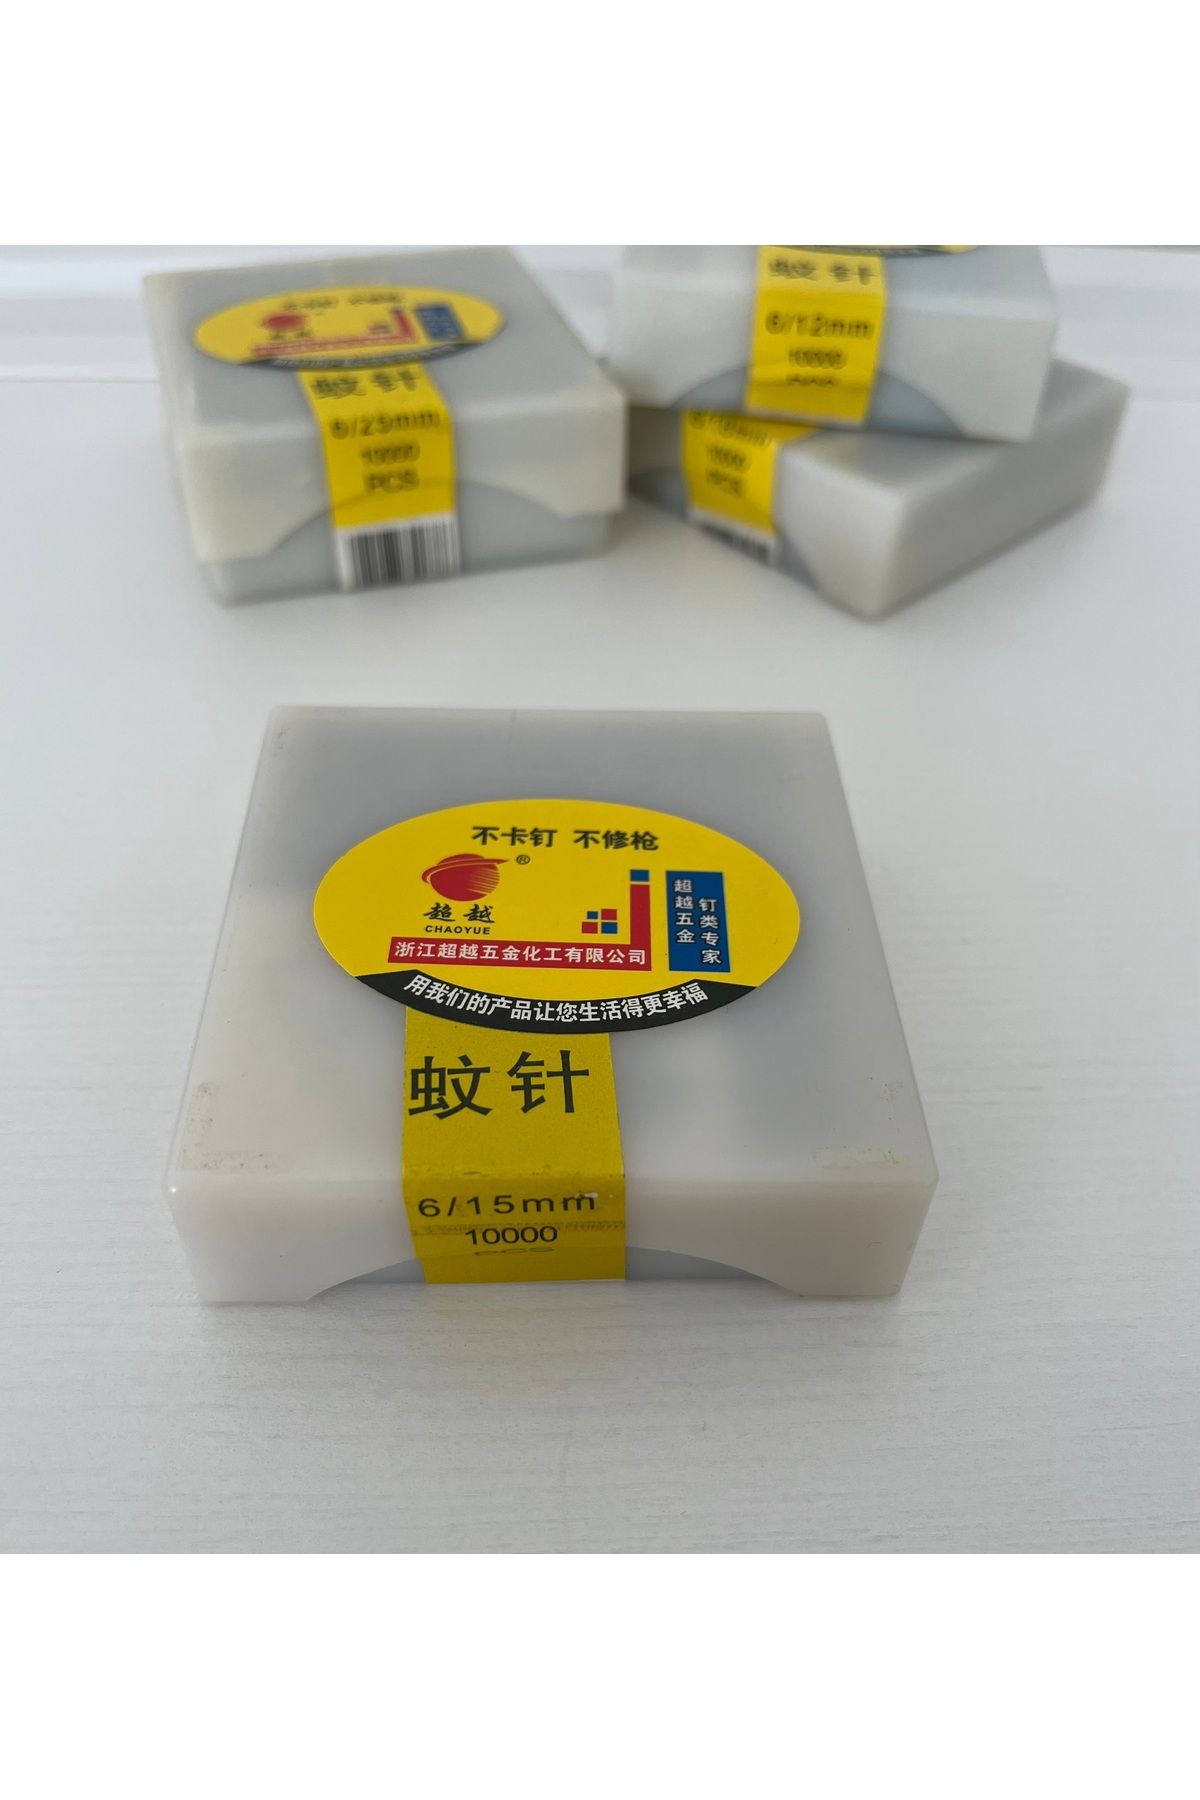 不卡钉 不修枪
®
超越
CHAOYUE
浙江超越五金化工有限公司
超越五金
钉类专家
用我们的产品让您生活得更幸福
蚊针
6/15mm
10000
PCS
蚊针
10000
PCS
蚊针
6/12mm
10000
10000
PCS